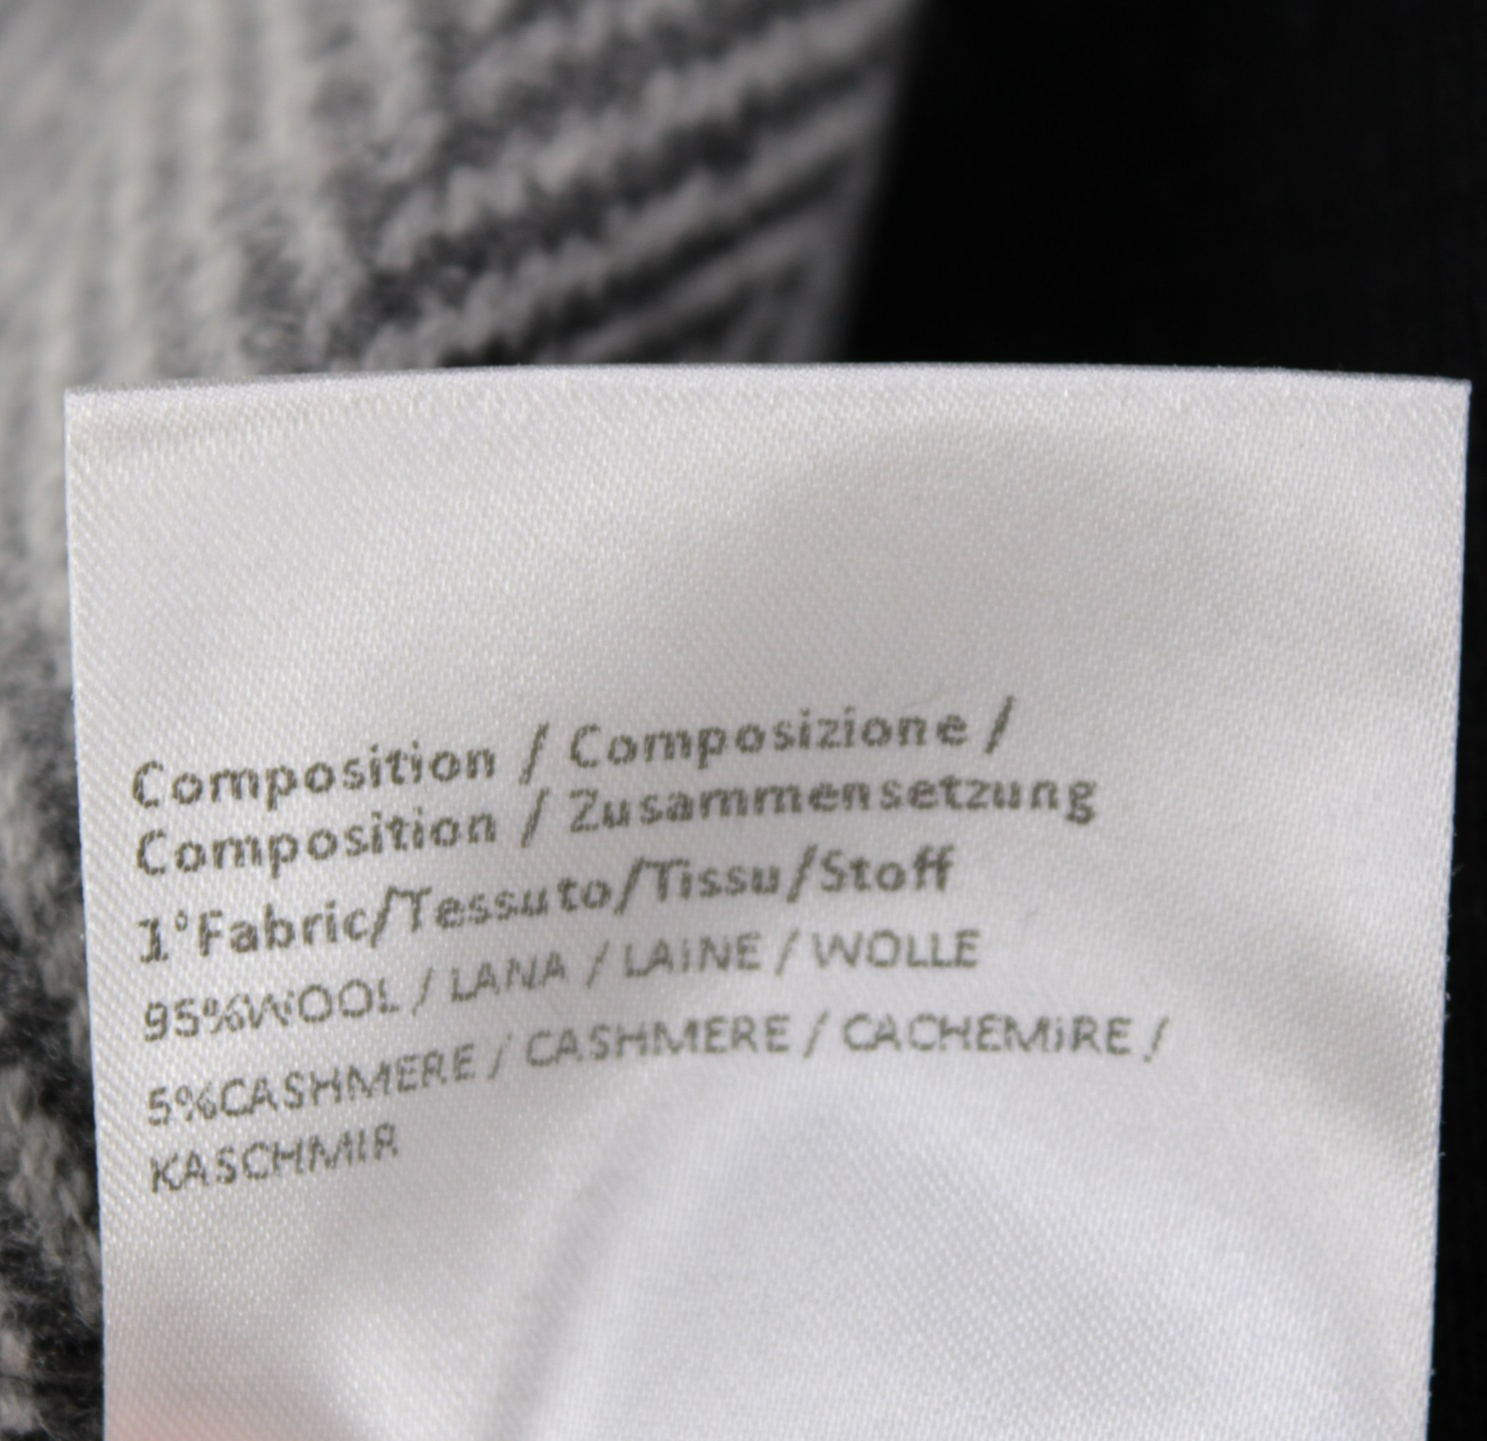 Composition / Composizione /
Composition / Zusammensetzung
1°Fabric/Tessuto/Tissu/Stoff
95%WOOL / LANA / LAiNE / WOLLE
5%CASHMERE / CASHMERE / CACHEMiRE /
KASCHMIR